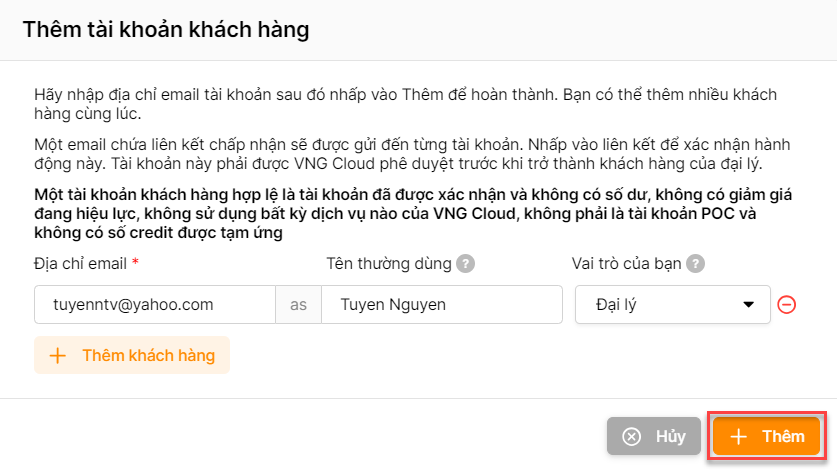 Thêm tài khoản khách hàng
Hãy nhập địa chỉ email tài khoản sau đó nhấp vào Thêm để hoàn thành. Bạn có thể thêm nhiều khách
hàng cùng lúc.
Một email chứa liên kết chấp nhận sẽ được gửi đến từng tài khoản. Nhấp vào liên kết để xác nhận hành
động này. Tài khoản này phải được VNG Cloud phê duyệt trước khi trở thành khách hàng của đại lý.
Một tài khoản khách hàng hợp lệ là tài khoản đã được xác nhận và không có số dư, không có giảm giá
đang hiệu lực, không sử dụng bất kỳ dịch vụ nào của VNG Cloud, không phải là tài khoản POC và
không có số credit được tạm ứng
Địa chỉ email * Tên thường dùng ? Vai trò của bạn ?
tuyenntv@yahoo.com as Tuyen Nguyen Đại lý
+ Thêm khách hàng
Hủy + Thêm